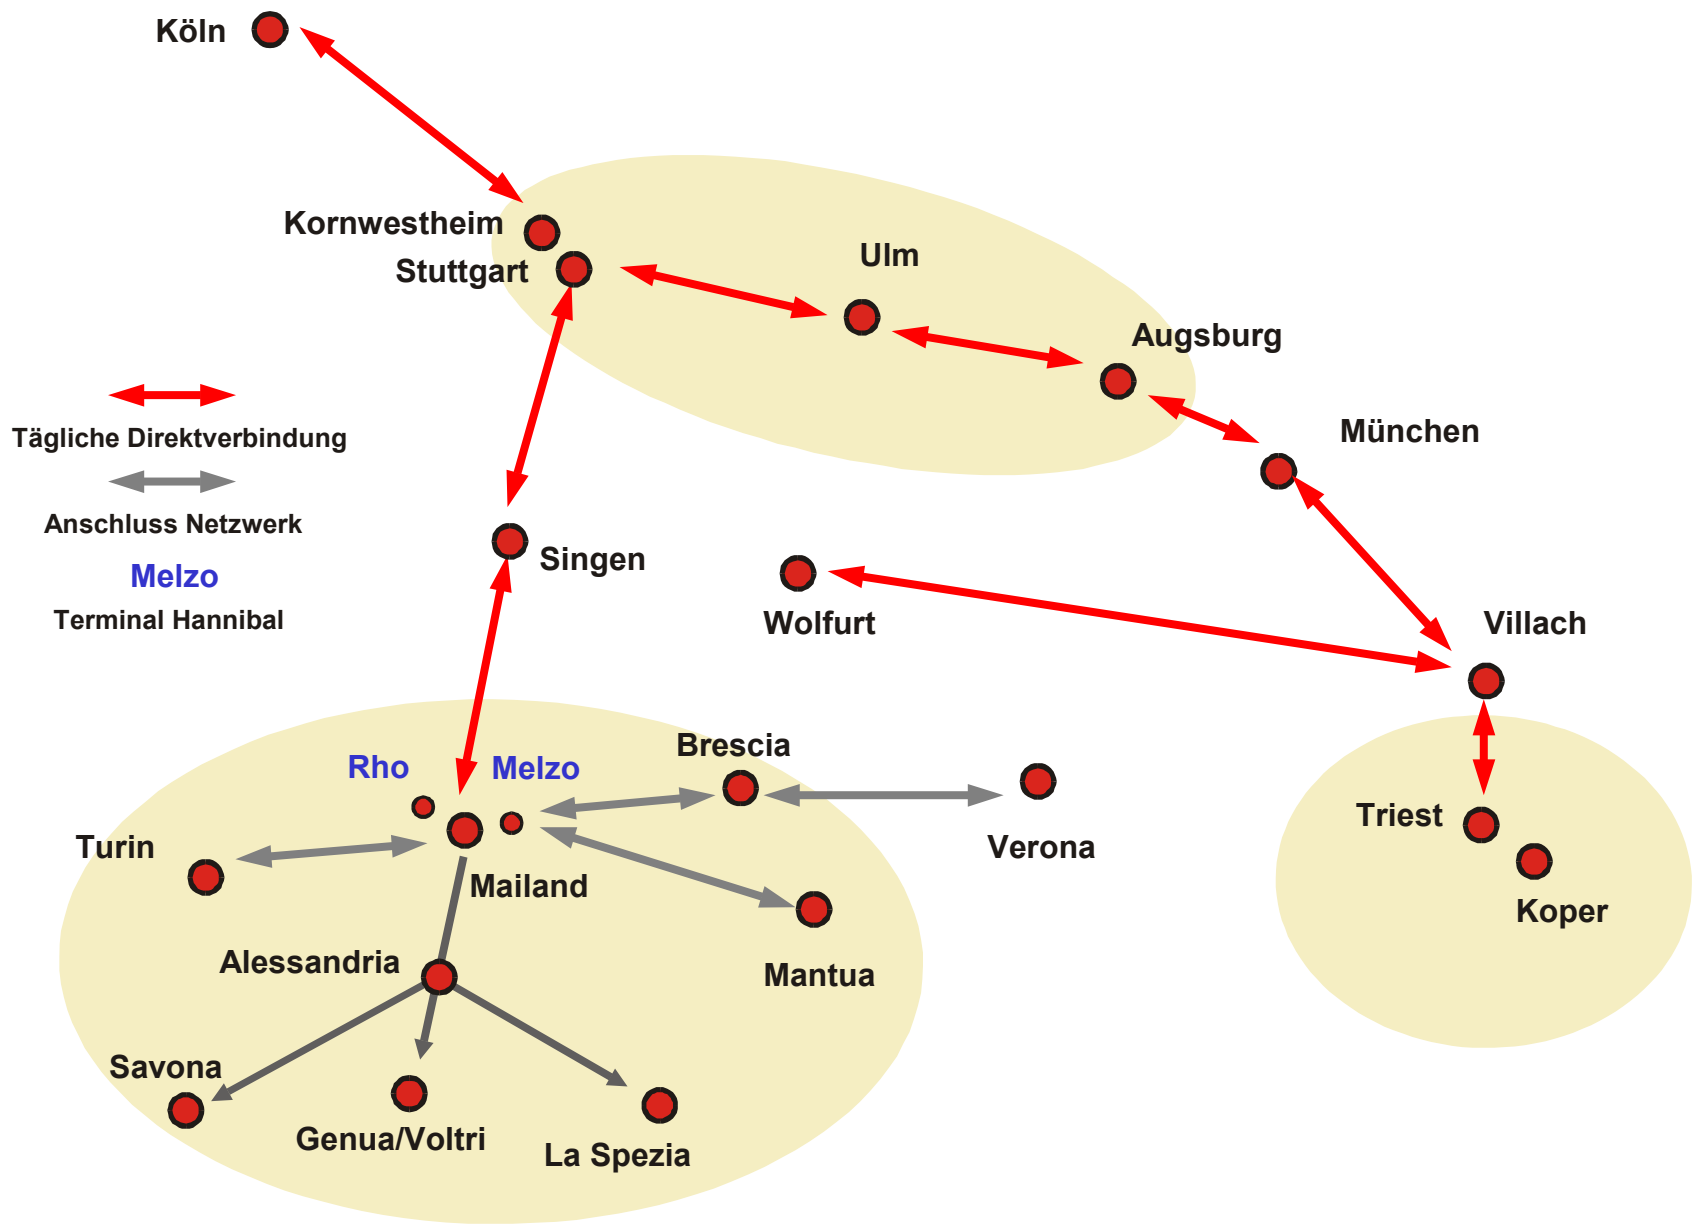 Köln
Kornwestheim
Stuttgart
Ulm
Augsburg
München
Tägliche Direktverbindung
Anschluss Netzwerk
Melzo
Terminal Hannibal
Singen
Wolfurt
Villach
Rho
Melzo
Brescia
Verona
Triest
Koper
Turin
Mailand
Alessandria
Mantua
Savona
Genua/Voltri
La Spezia